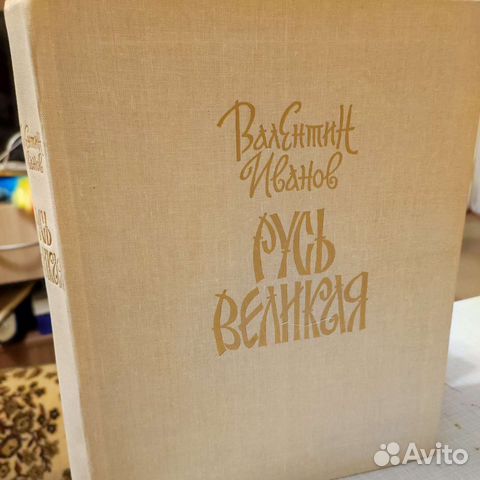 Валентин
Иванов
Русь
Великая
Avito